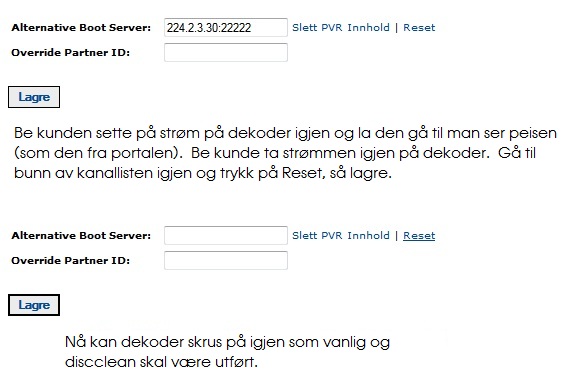 Alternative Boot Server: 224.2.3.30:22222 Slett PVR Innhold | Reset
Override Partner ID:
Lagre
Be kunden sette på strøm på dekoder igjen og la den gå til man ser peisen
(som den fra portalen). Be kunde ta strømmen igjen på dekoder. Gå til
bunn av kanallisten igjen og trykk på Reset, så lagre.
Alternative Boot Server: Slett PVR Innhold | Reset
Override Partner ID:
Lagre
Nå kan dekoder skrus på igjen som vanlig og
discclean skal være utført.